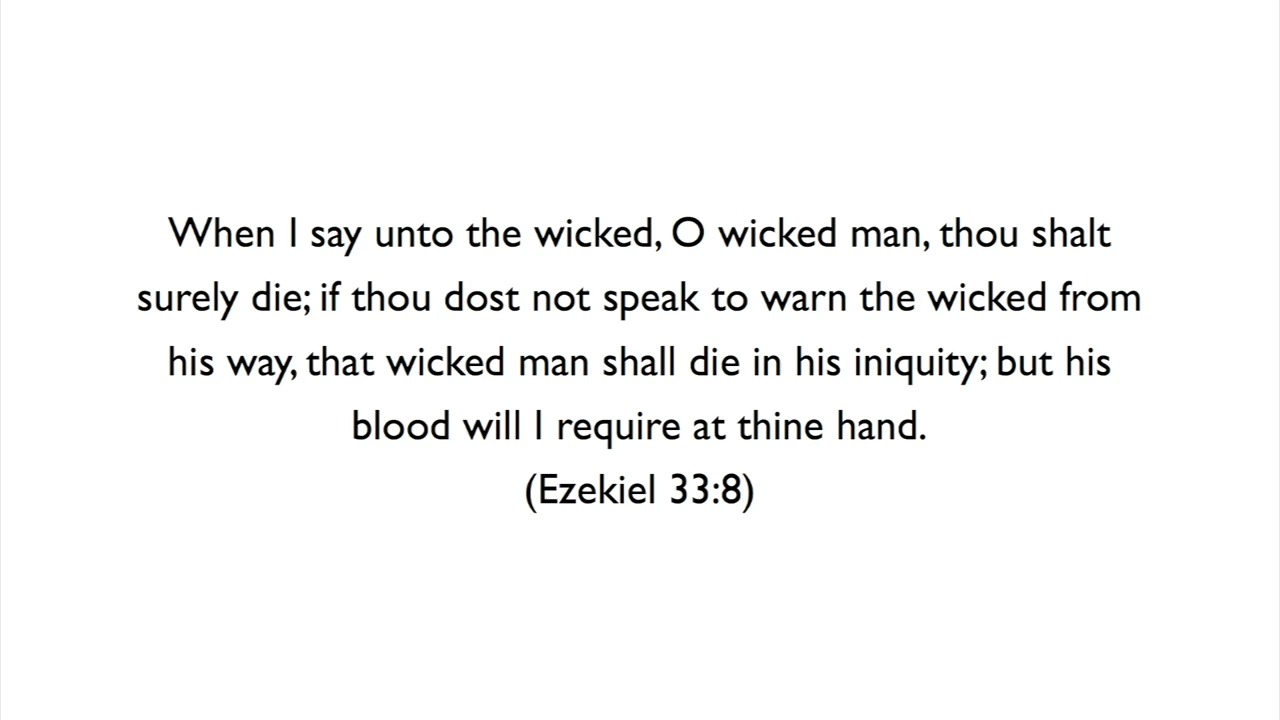 When I say unto the wicked, O wicked man, thou shalt
surely die; if thou dost not speak to warn the wicked from
his way, that wicked man shall die in his iniquity; but his
blood will I require at thine hand.
(Ezekiel 33:8)